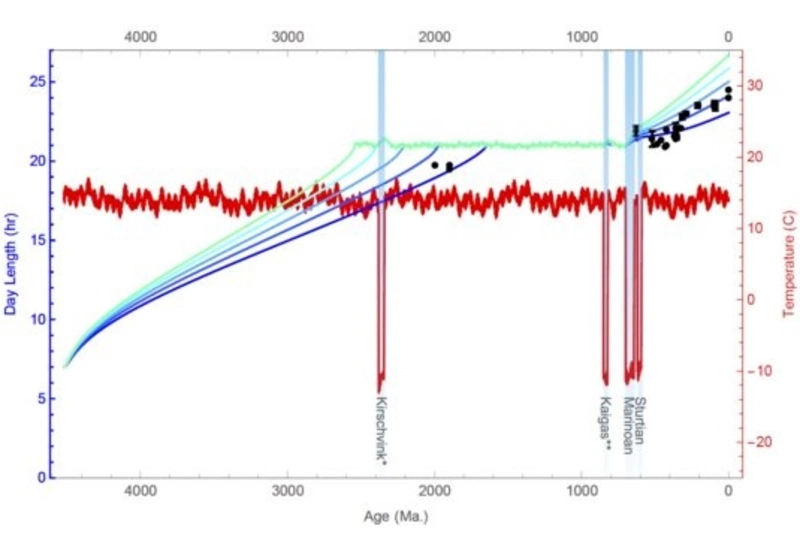 4000 3000 2000 1000 0
25
20
15
10
5
0
Day Length (hr)
30
20
10
0
−10
−20
Temperature (C)
Kirschvink*
Kaigas**
Marinoan
Sturtian
4000 3000 2000 1000 0
Age (Ma.)